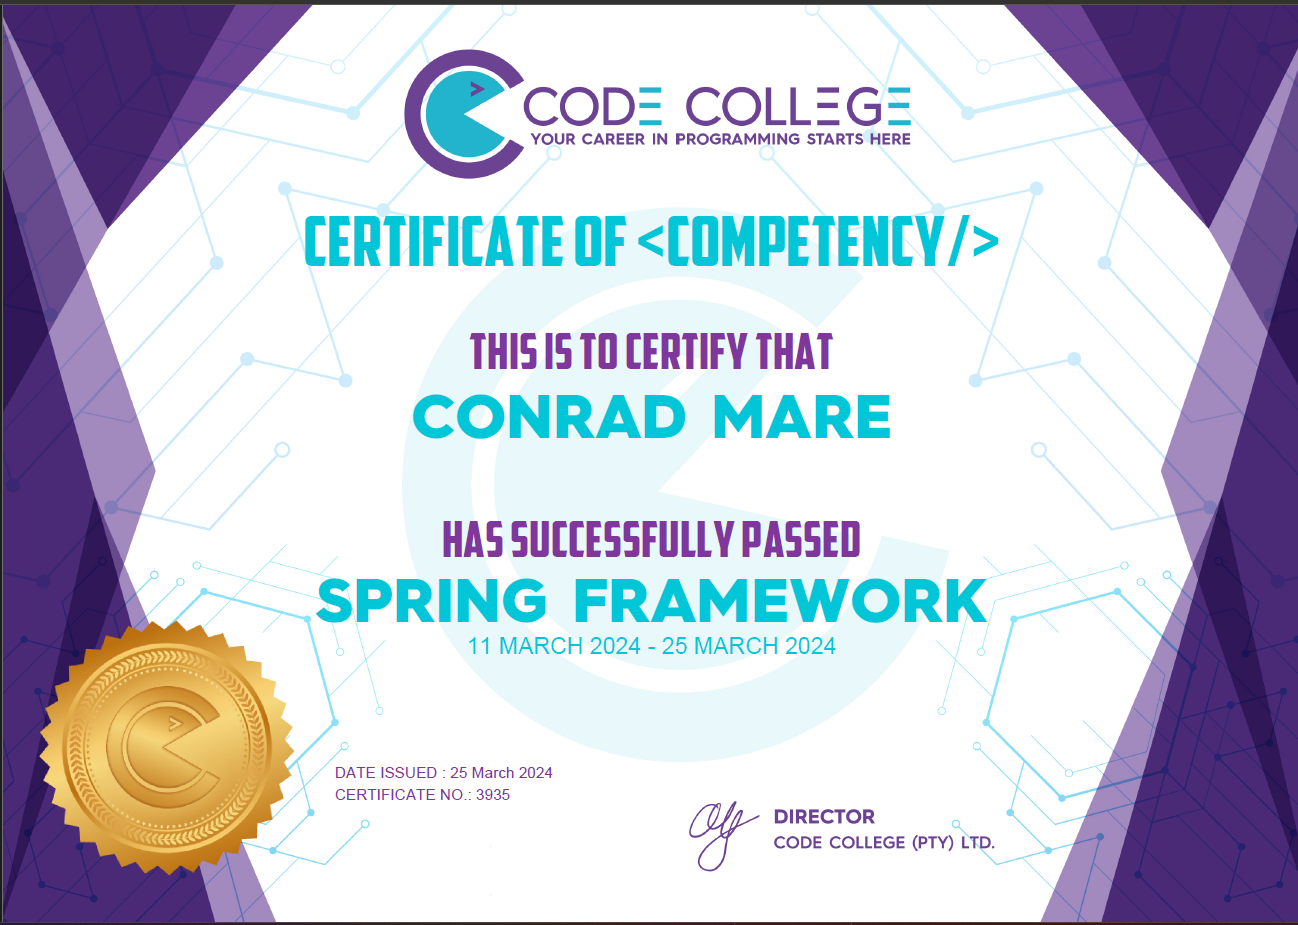 CODE COLLEGE
YOUR CAREER IN PROGRAMMING STARTS HERE
CERTIFICATE OF <COMPETENCY/>
THIS IS TO CERTIFY THAT
CONRAD MARE
HAS SUCCESSFULLY PASSED
SPRING FRAMEWORK
11 MARCH 2024 - 25 MARCH 2024
DATE ISSUED : 25 March 2024
CERTIFICATE NO.: 3935
DIRECTOR
CODE COLLEGE (PTY) LTD.